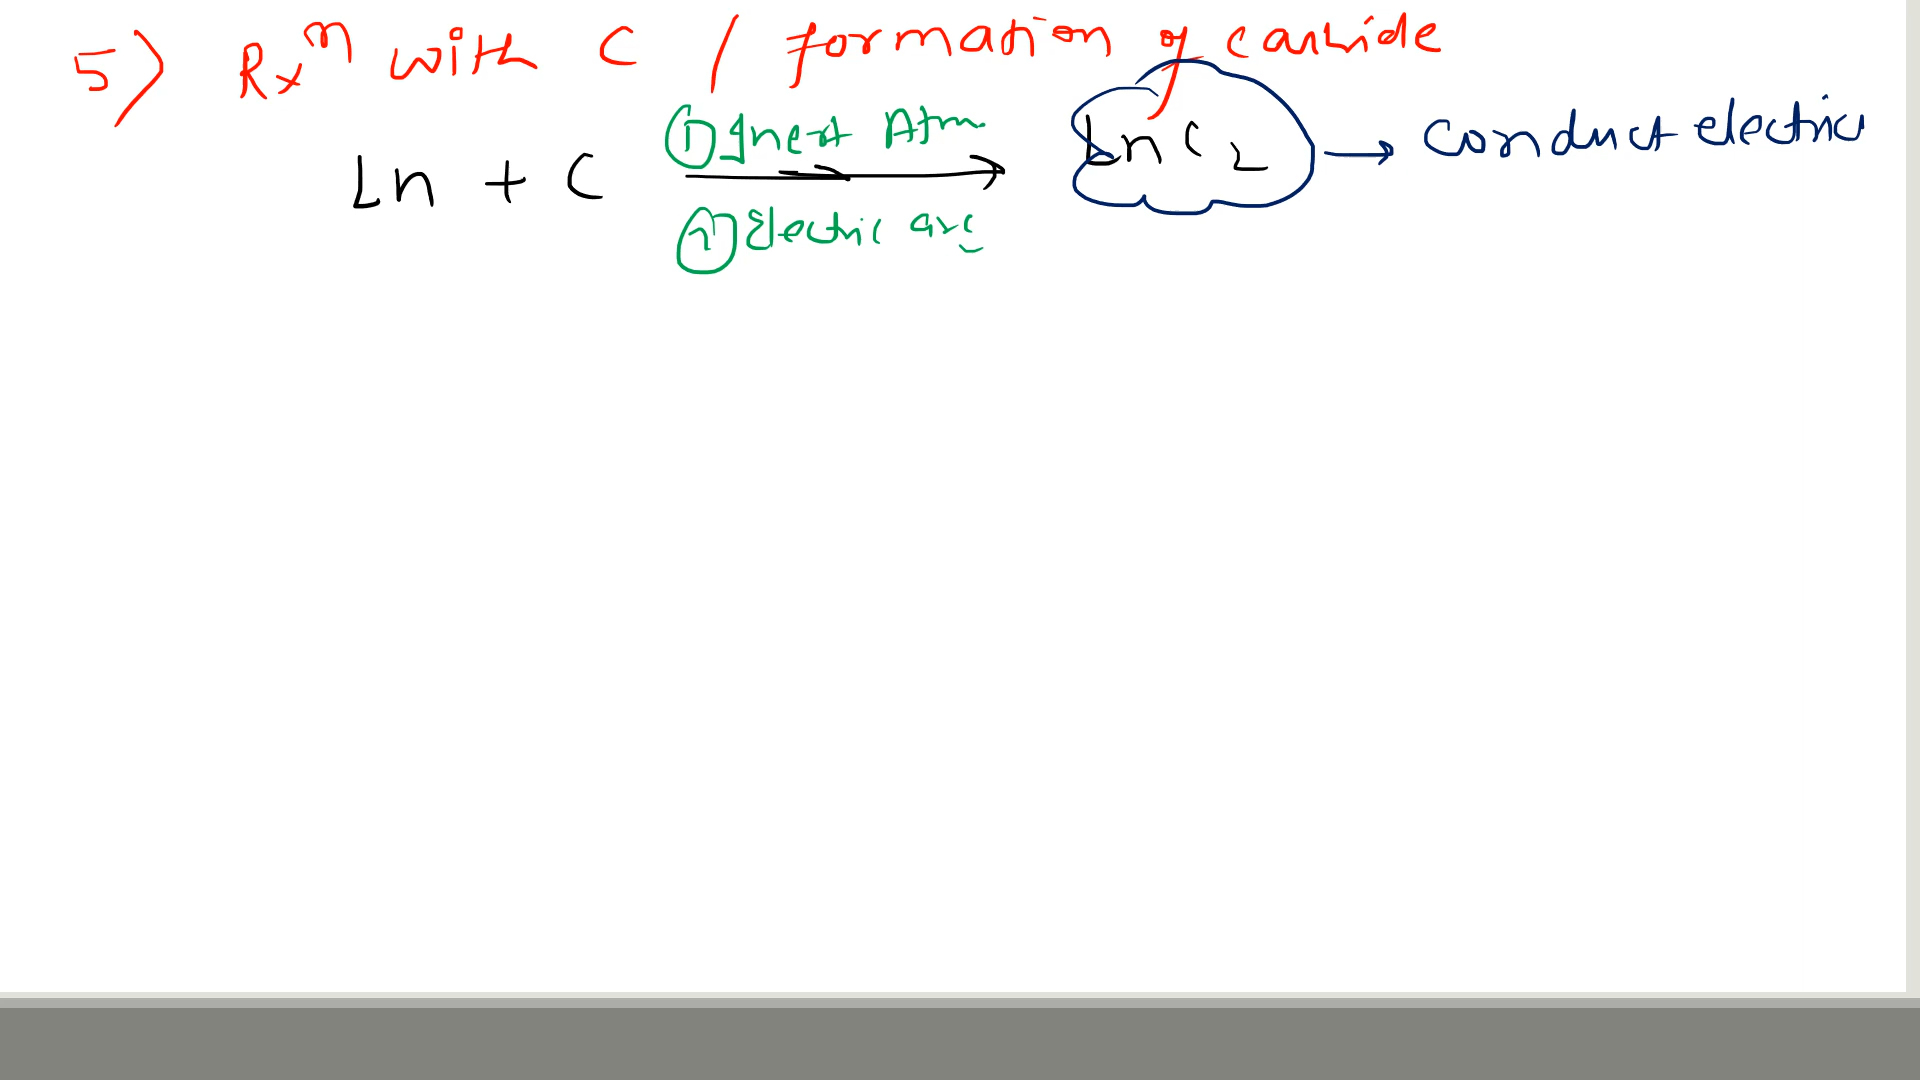 5) Rxⁿ with C / formation of carbide
① Inert Atm
Ln + C → LnC₂ → Conduct electric
② Electric arc